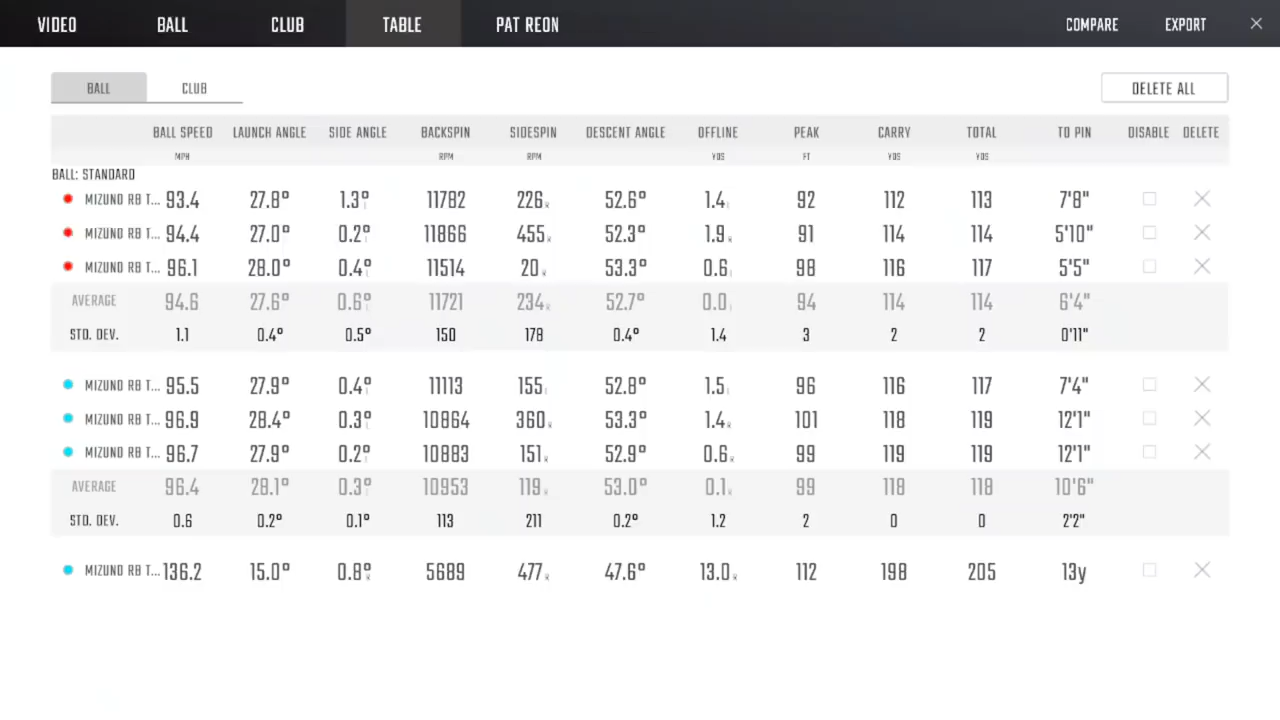 VIDEO BALL CLUB TABLE PAT REON COMPARE EXPORT
BALL CLUB DELETE ALL
BALL SPEED LAUNCH ANGLE SIDE ANGLE BACKSPIN SIDESPIN DESCENT ANGLE OFFLINE PEAK CARRY TOTAL TO PIN DISABLE DELETE
MPH RPM RPM YDS FT YDS YDS
BALL: STANDARD
MIZUNO RB T... 93.4 27.8° 1.3° L 11782 226 R 52.6° 1.4 L 92 112 113 7'8"
MIZUNO RB T... 94.4 27.0° 0.2° L 11866 455 R 52.3° 1.9 R 91 114 114 5'10"
MIZUNO RB T... 96.1 28.0° 0.4° L 11514 20 R 53.3° 0.6 L 98 116 117 5'5"
AVERAGE 94.6 27.6° 0.6° L 11721 234 R 52.7° 0.0 L 94 114 114 6'4"
STD. DEV. 1.1 0.4° 0.5° 150 178 0.4° 1.4 3 2 2 0'11"
MIZUNO RB T... 95.5 27.9° 0.4° L 11113 155 L 52.8° 1.5 L 96 116 117 7'4"
MIZUNO RB T... 96.9 28.4° 0.3° L 10864 360 R 53.3° 1.4 R 101 118 119 12'1"
MIZUNO RB T... 96.7 27.9° 0.2° L 10883 151 R 52.9° 0.6 R 99 119 119 12'1"
AVERAGE 96.4 28.1° 0.3° L 10953 119 R 53.0° 0.1 R 99 118 118 10'6"
STD. DEV. 0.6 0.2° 0.1° 113 211 0.2° 1.2 2 0 0 2'2"
MIZUNO RB T... 136.2 15.0° 0.8° R 5689 477 R 47.6° 13.0 R 112 198 205 13y